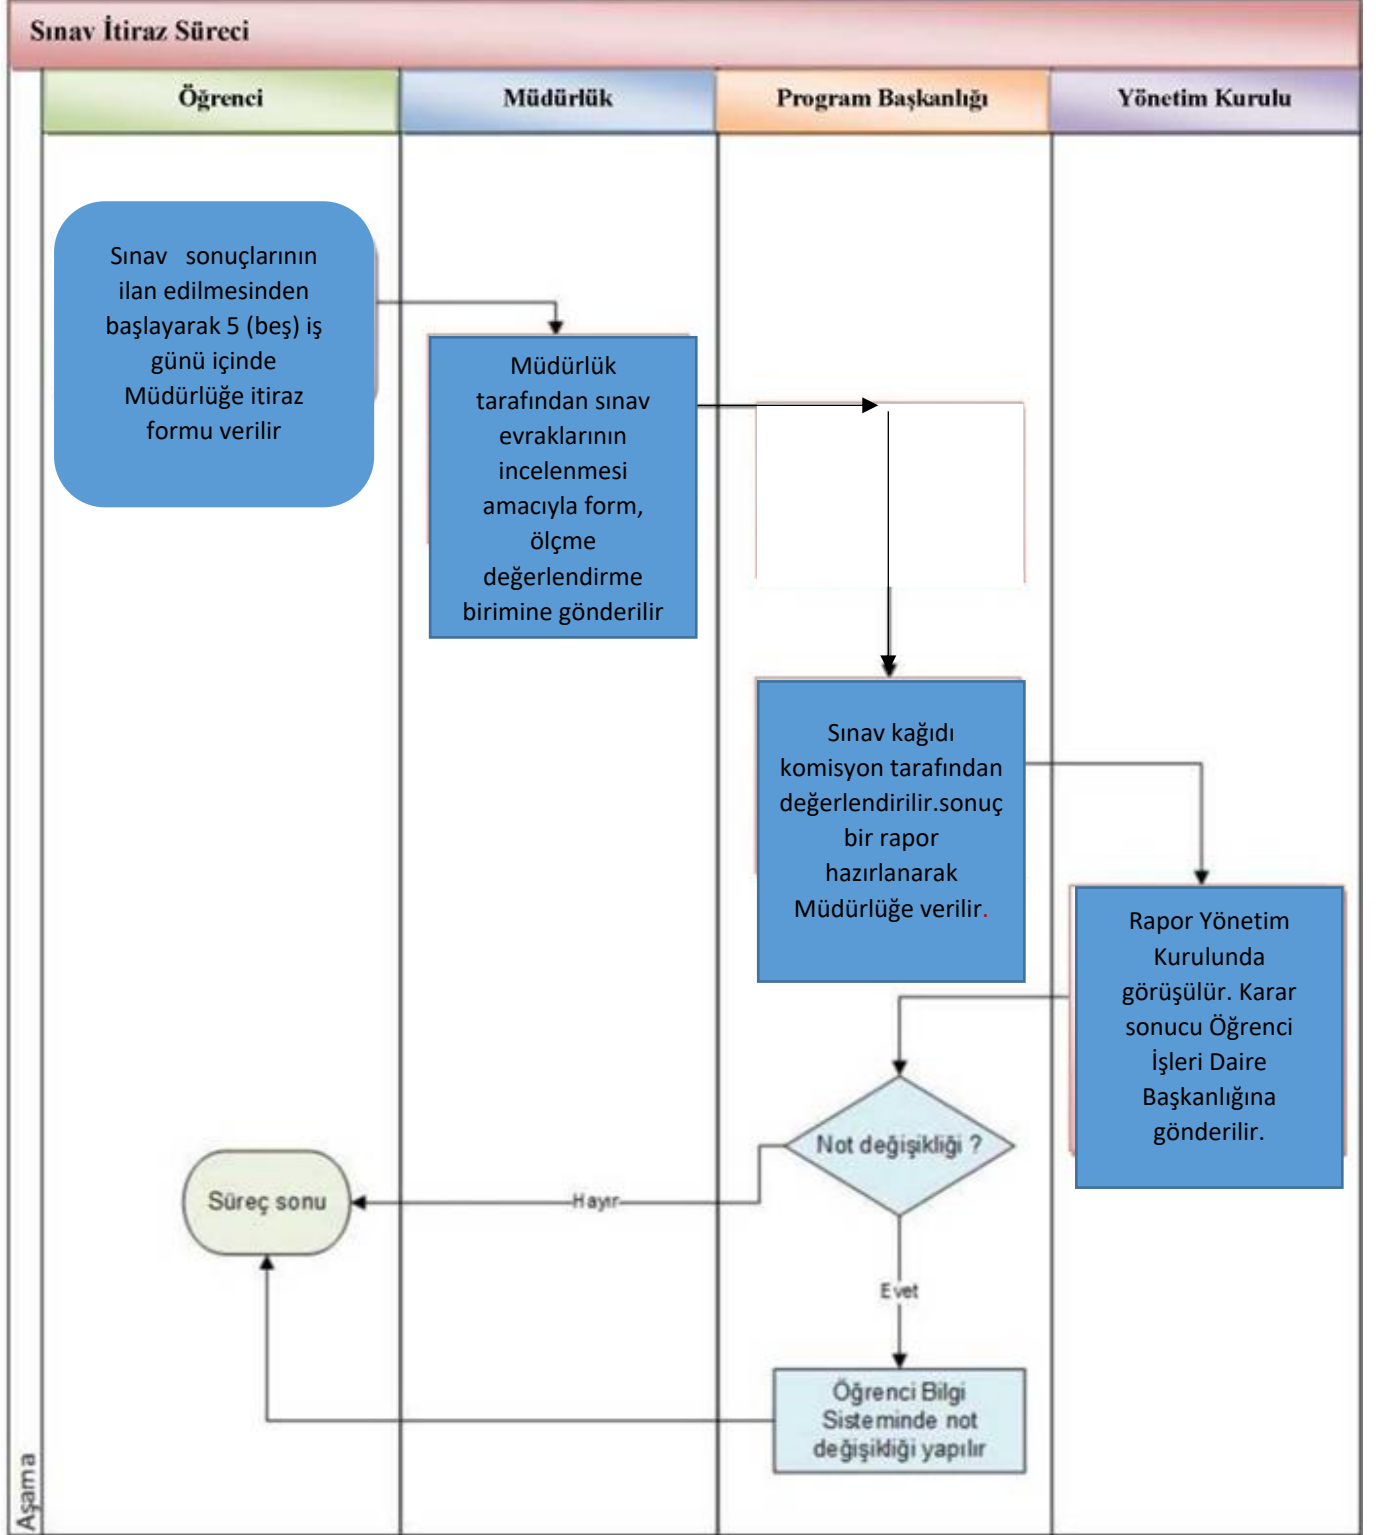 Sınav İtiraz Süreci
Öğrenci
Müdürlük
Program Başkanlığı
Yönetim Kurulu
Sınav sonuçlarının
ilan edilmesinden
başlayarak 5 (beş) iş
günü içinde
Müdürlüğe itiraz
formu verilir
Müdürlük
tarafından sınav
evraklarının
incelenmesi
amacıyla form,
ölçme
değerlendirme
birimine gönderilir
Sınav kağıdı
komisyon tarafından
değerlendirilir.sonuç
bir rapor
hazırlanarak
Müdürlüğe verilir.
Rapor Yönetim
Kurulunda
görüşülür. Karar
sonucu Öğrenci
İşleri Daire
Başkanlığına
gönderilir.
Not değişikliği ?
Hayır
Süreç sonu
Evet
Öğrenci Bilgi
Sisteminde not
değişikliği yapılır
Aşama